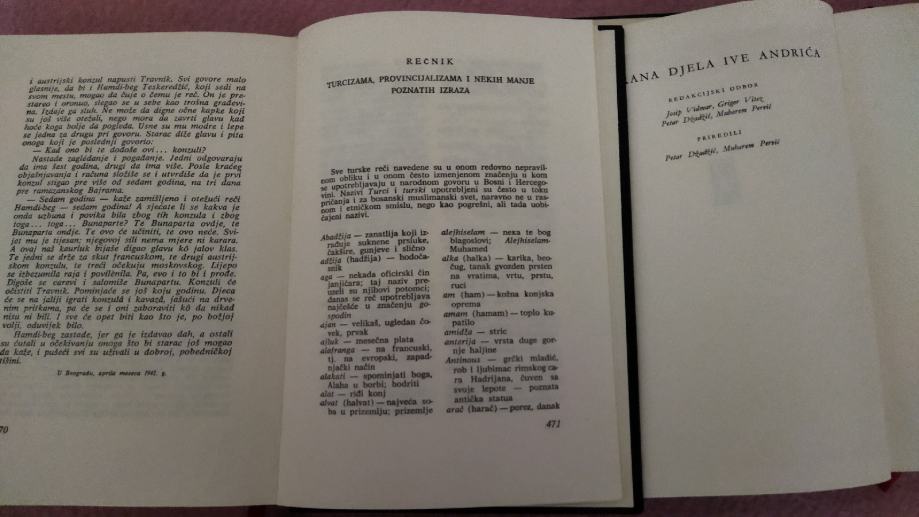 i austrijski konzul napusti Travnik. Svi govore malo
glasnije, da bi i Hamdi-beg Teskeredžić, koji sedi na
svom mestu, mogao da čuje o čemu je reč. On je pre-
stareo i oronuo, slegao se u sebe kao trošna građevi-
na. Izdaje ga sluh. Ne može da digne očne kapke koji
su još više otežali, nego mora da zavrti glavu kad
hoće koga bolje da pogleda. Usne su mu modre i lepe
se jedna za drugu pri govoru. Starac diže glavu i pita
onoga koji je poslednji govorio:
— Kad ono bi te dođoše ovi... konzuli?
Nastade zagledanje i pogađanje. Jedni odgovaraju
da ima šest godina, drugi da ima više. Posle kraćeg
objašnjavanja i računa složiše se i utvrdiše da je prvi
konzul stigao pre više od sedam godina, na tri dana
pre ramazanskog Bajrama.
— Sedam godina — kaže zamišljeno i otežući reči
Hamdi-beg — sedam godina! A sjećate li se kakva je
onda uzbuna i povika bila zbog tih konzula i zbog
toga... toga... Bunaparte? Te Bunaparta ovdje, te
Bunaparta ondje. Te ovo će učiniti, te ovo neće. Svi-
jet mu je tijesan; njegovoj sili nema mjere ni karara.
A ovaj naš kaurluk bijaše digao glavu kô jalov klas.
Te jedni se drže za skut francuskom, te drugi austrij-
skom konzulu, te treći očekuju moskovskog. Lijepo
se izbezumila raja i povilenila. Pa, evo i to bi i prođe.
Digoše se carevi i salomiše Bunapartu. Konzuli će
očistiti Travnik. Pominjaće se još koju godinu. Djeca
će se na jaliji igrati konzulâ i kavazâ, jašući na drve-
nim pritkama, pa će se i oni zaboraviti kô da nikad
nisu ni bili. I sve će opet biti kao što je, po božjoj
volji, oduvijek bilo.
Hamdi-beg zastade, jer ga je izdavao dah, a ostali
su ćutali u očekivanju onoga što bi starac još mogao
da kaže, i pušeći svi su uživali u dobroj, pobedničkoj
tišini.
U Beogradu, aprila meseca 1942. g.
70
REČNIK
TURCIZAMA, PROVINCIJALIZAMA I NEKIH MANJE
POZNATIH IZRAZA
Sve turske reči navedene su u onom redovno nepravil-
nom obliku i u onom često izmenjenom značenju u kom
se upotrebljavaju u narodnom govoru u Bosni i Hercego-
vini. Nazivi Turci i turski upotrebljeni su često u toku
pričanja i za bosanski muslimanski svet, naravno ne u ras-
nom i etničkom smislu, nego kao pogrešni, ali tada uobi-
čajeni nazivi.
Abadžija — zanatlija koji iz-
rađuje suknene prsluke,
čakšire, gunjeve i slično
adžija (hadžija) — hodoča-
snik
aga — nekada oficirski čin
janjičara; taj naziv pre-
uzeli su njihovi potomci;
danas se reč upotrebljava
najčešće u značenju go-
spodin
ajan — velikaš, ugledan čo-
vek, prvak
ajluk — mesečna plata
alafranga — na francuski,
tj. na evropski, zapad-
njački način
alakati — spominjati boga,
Alaha u borbi; bodriti
alat — riđi konj
alvat (halvat) — najveća so-
ba u prizemlju; prizemlje
alejhiselam — neka te bog
blagoslovi; Alejhiselam-
Muhamed
alka (halka) — karika, beo-
čug, tanak gvozden prsten
na vratima, vrtu, prstu,
ruci
am (ham) — kožna konjska
oprema
amam (hamam) — toplo ku-
patilo
amidža — stric
anterija — vrsta duge gor-
nje haljine
Antinous — grčki mladić,
rob i ljubimac rimskog ca-
ra Hadrijana, čuven sa
svoje lepote — poznata
antička statua
arač (harač) — porez, danak
471
RANA DJELA IVE ANDRIĆA
REDAKCIJSKI ODBOR
Josip Vidmar, Grigor Vitez
Petar Džadžić, Muharem Pervić
PRIREDILI
Petar Džadžić, Muharem Pervić